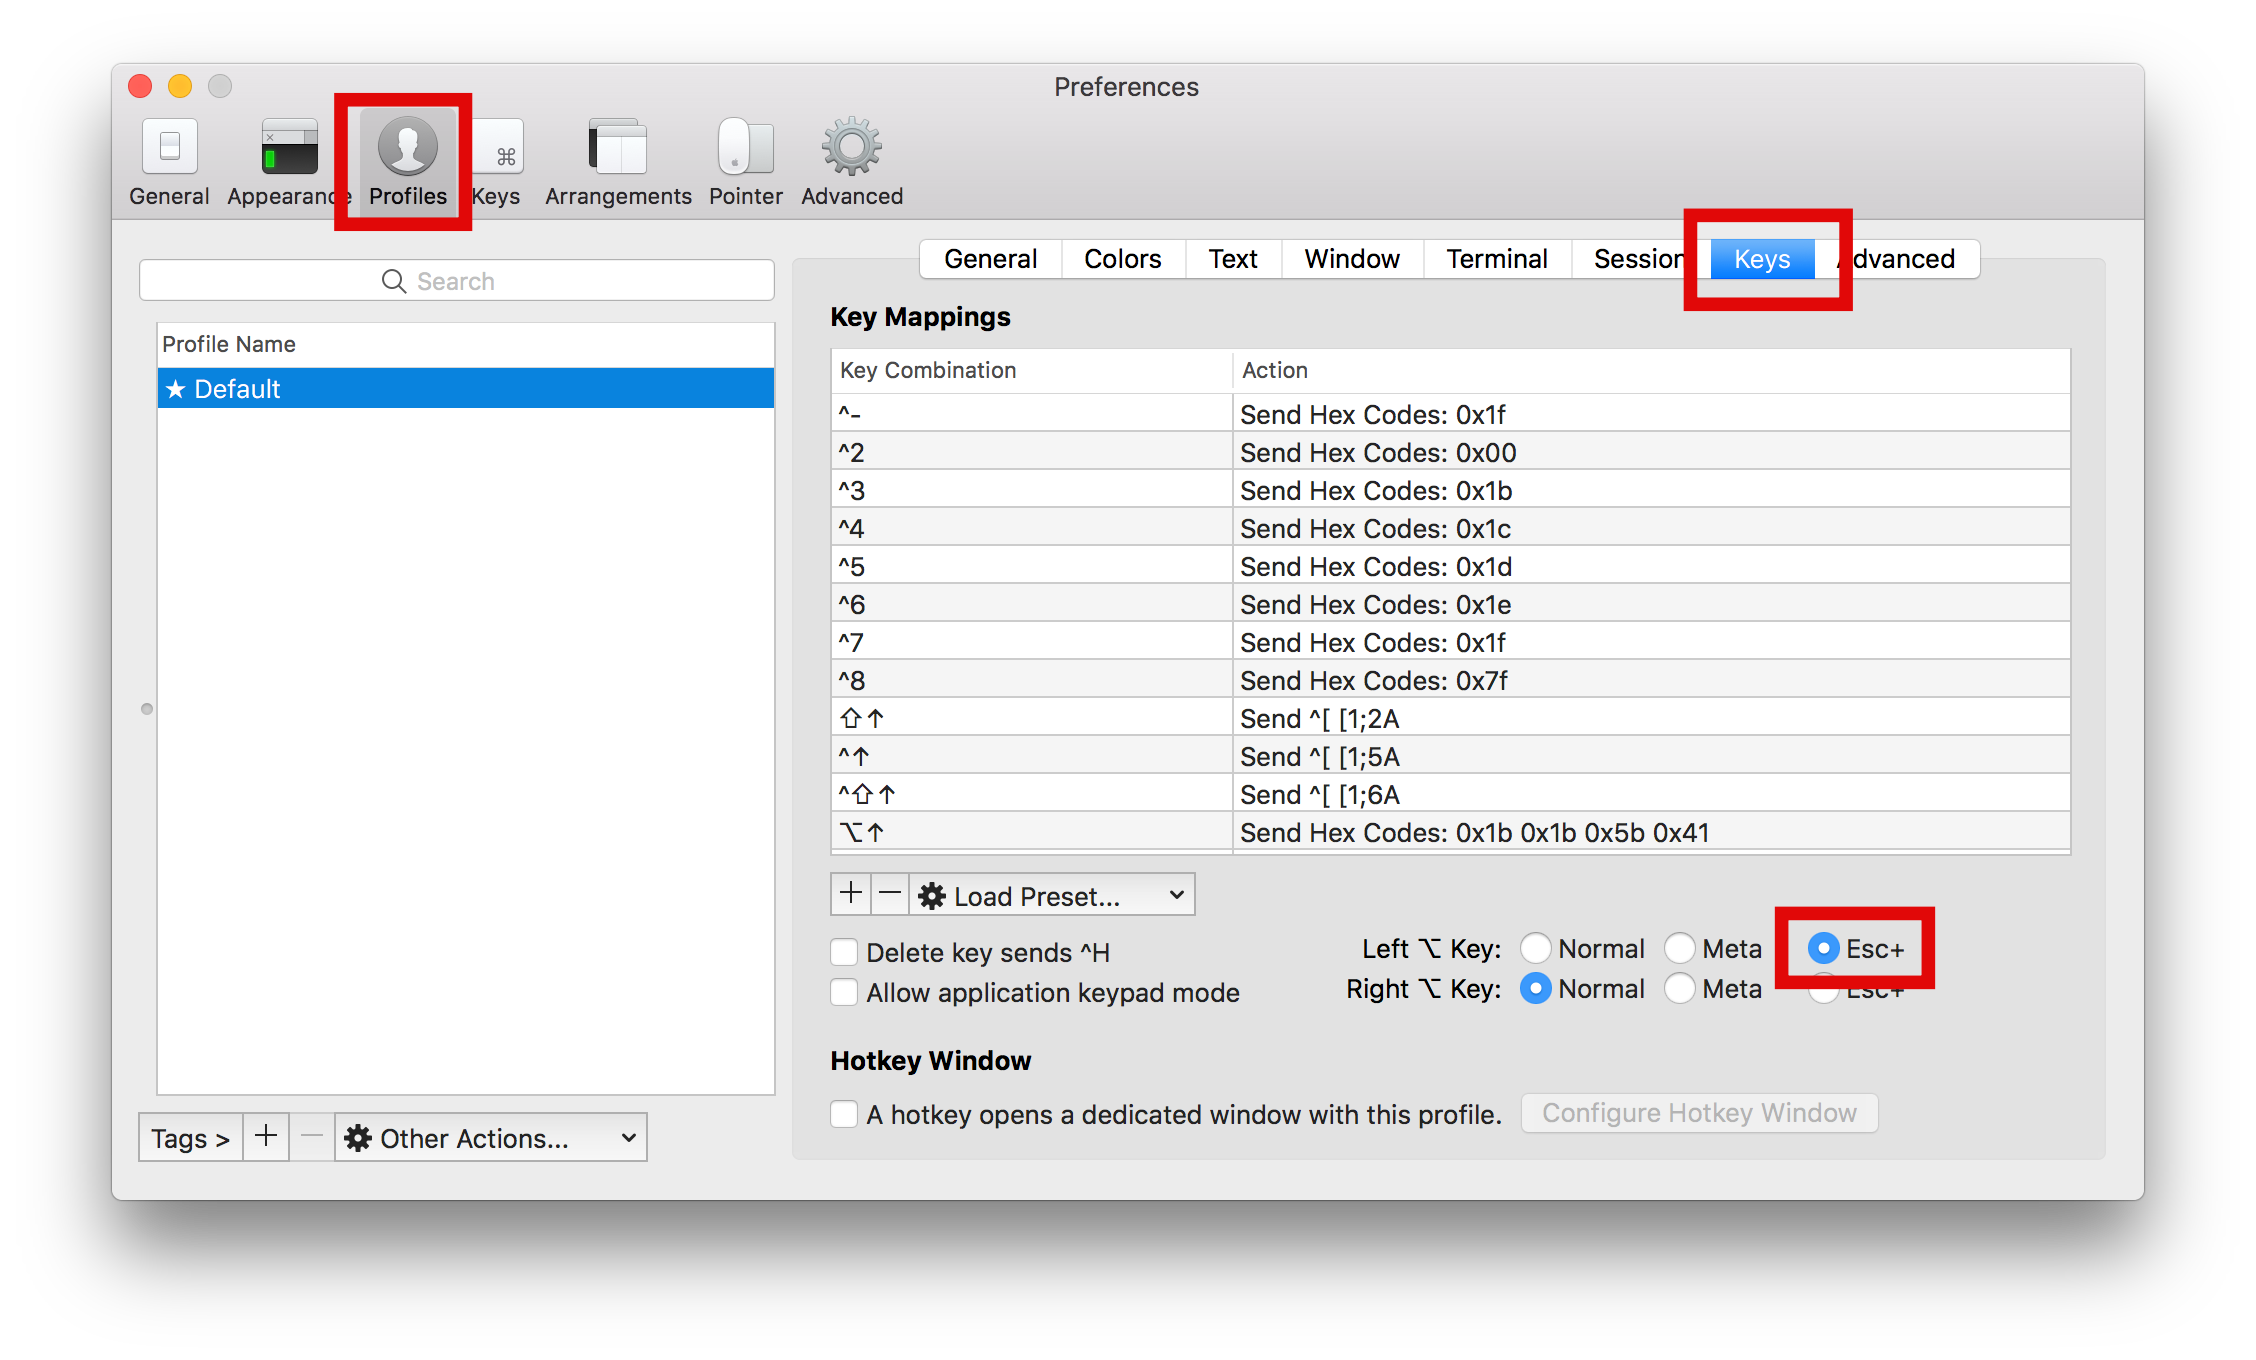 Preferences
General Appearance Profiles Keys Arrangements Pointer Advanced
Search
General Colors Text Window Terminal Session Keys dvanced
Profile Name
★ Default
Key Mappings
Key Combination Action
^- Send Hex Codes: 0x1f
^2 Send Hex Codes: 0x00
^3 Send Hex Codes: 0x1b
^4 Send Hex Codes: 0x1c
^5 Send Hex Codes: 0x1d
^6 Send Hex Codes: 0x1e
^7 Send Hex Codes: 0x1f
^8 Send Hex Codes: 0x7f
⇧↑ Send ^[ [1;2A
^↑ Send ^[ [1;5A
^⇧↑ Send ^[ [1;6A
⌥↑ Send Hex Codes: 0x1b 0x1b 0x5b 0x41
+ − Load Preset...
Delete key sends ^H
Left ⌥ Key: Normal Meta Esc+
Allow application keypad mode
Right ⌥ Key: Normal Meta Esc+
Hotkey Window
A hotkey opens a dedicated window with this profile. Configure Hotkey Window
Tags > + − Other Actions...